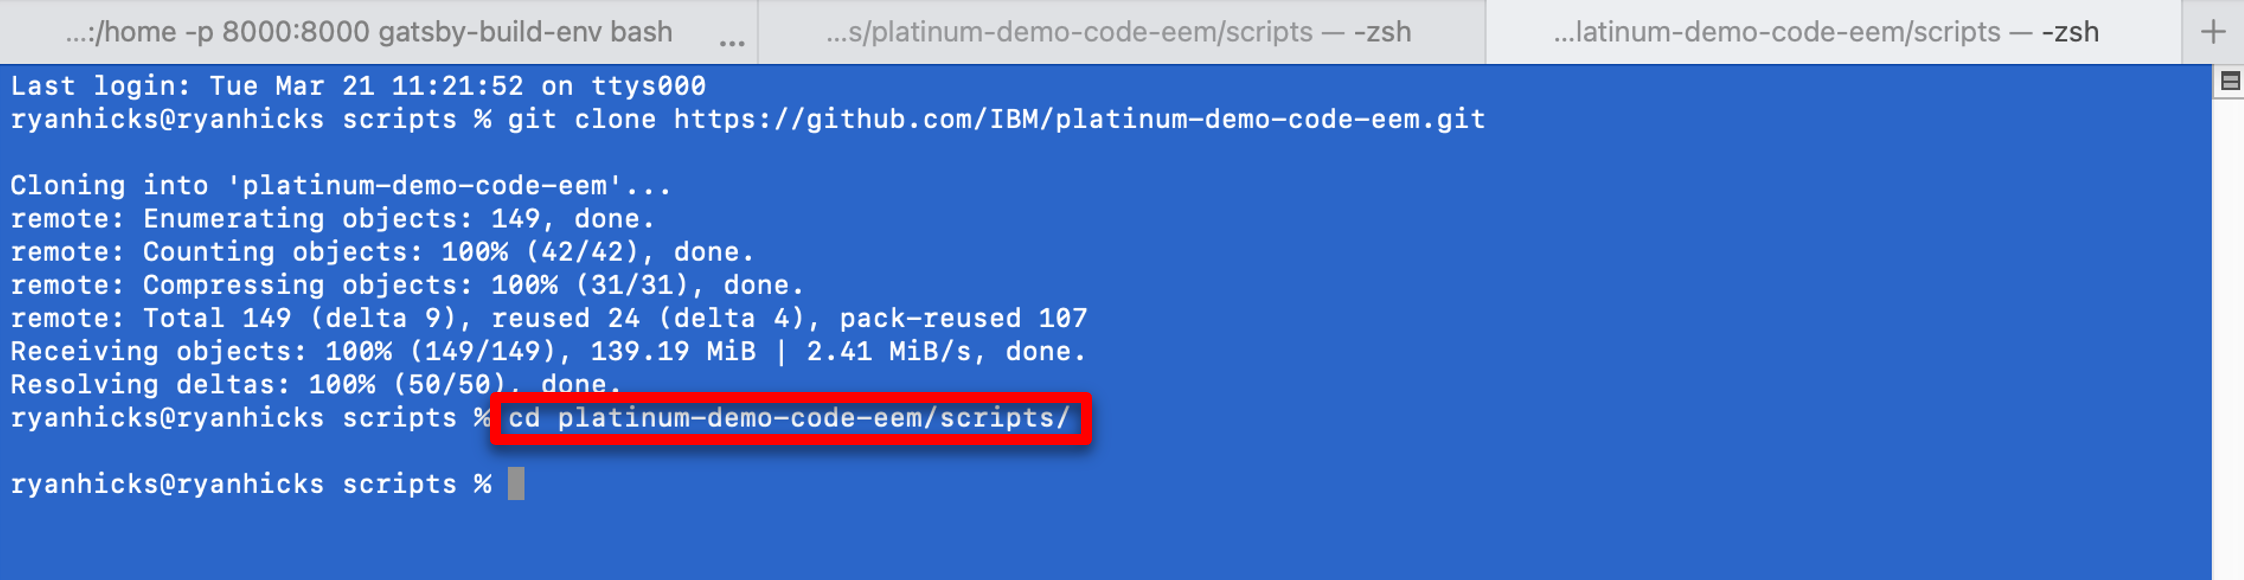 ...:/home -p 8000:8000 gatsby-build-env bash ...
...s/platinum-demo-code-eem/scripts — -zsh
...latinum-demo-code-eem/scripts — -zsh
+
Last login: Tue Mar 21 11:21:52 on ttys000
ryanhicks@ryanhicks scripts % git clone https://github.com/IBM/platinum-demo-code-eem.git
Cloning into 'platinum-demo-code-eem'...
remote: Enumerating objects: 149, done.
remote: Counting objects: 100% (42/42), done.
remote: Compressing objects: 100% (31/31), done.
remote: Total 149 (delta 9), reused 24 (delta 4), pack-reused 107
Receiving objects: 100% (149/149), 139.19 MiB | 2.41 MiB/s, done.
Resolving deltas: 100% (50/50), done.
ryanhicks@ryanhicks scripts % cd platinum-demo-code-eem/scripts/
ryanhicks@ryanhicks scripts %